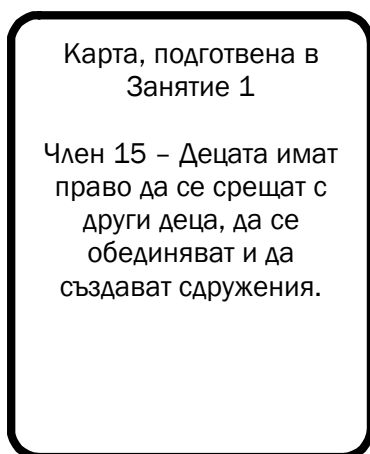 Карта, подготвена в
Занятие 1
Член 15 – Децата имат
право да се срещат с
други деца, да се
обединяват и да
създават сдружения.